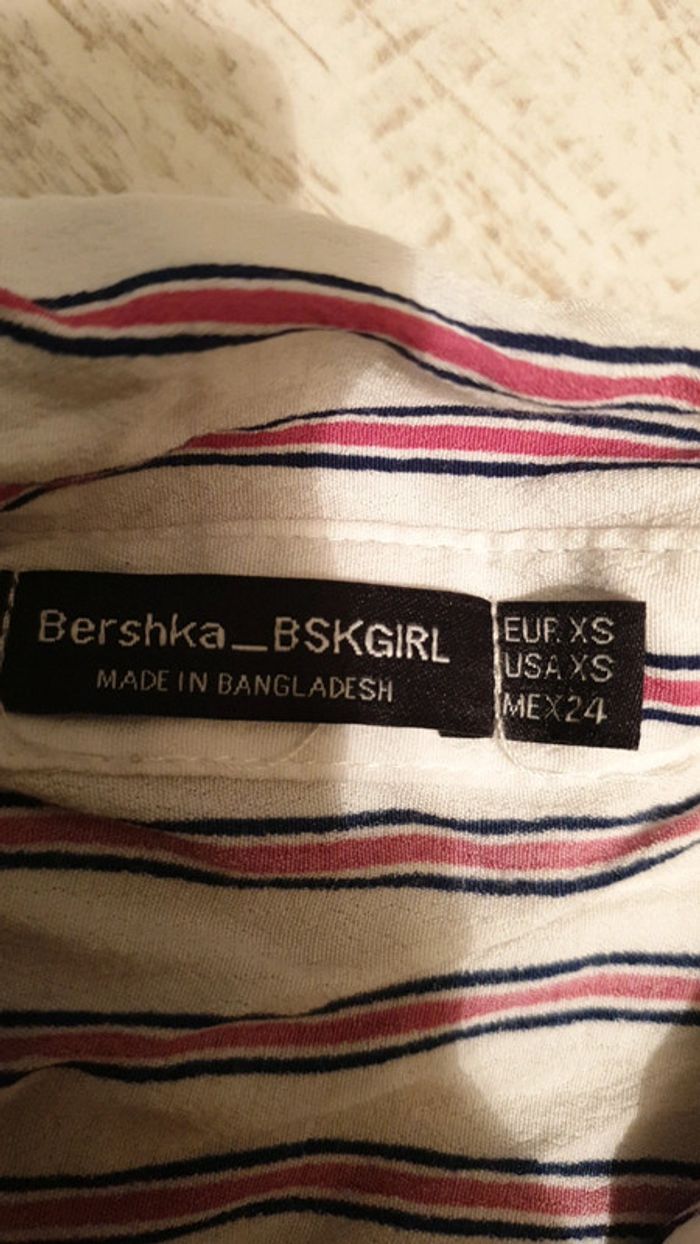 Bershka_BSKGIRL
MADE IN BANGLADESH
EUR XS
USA XS
MEX 24